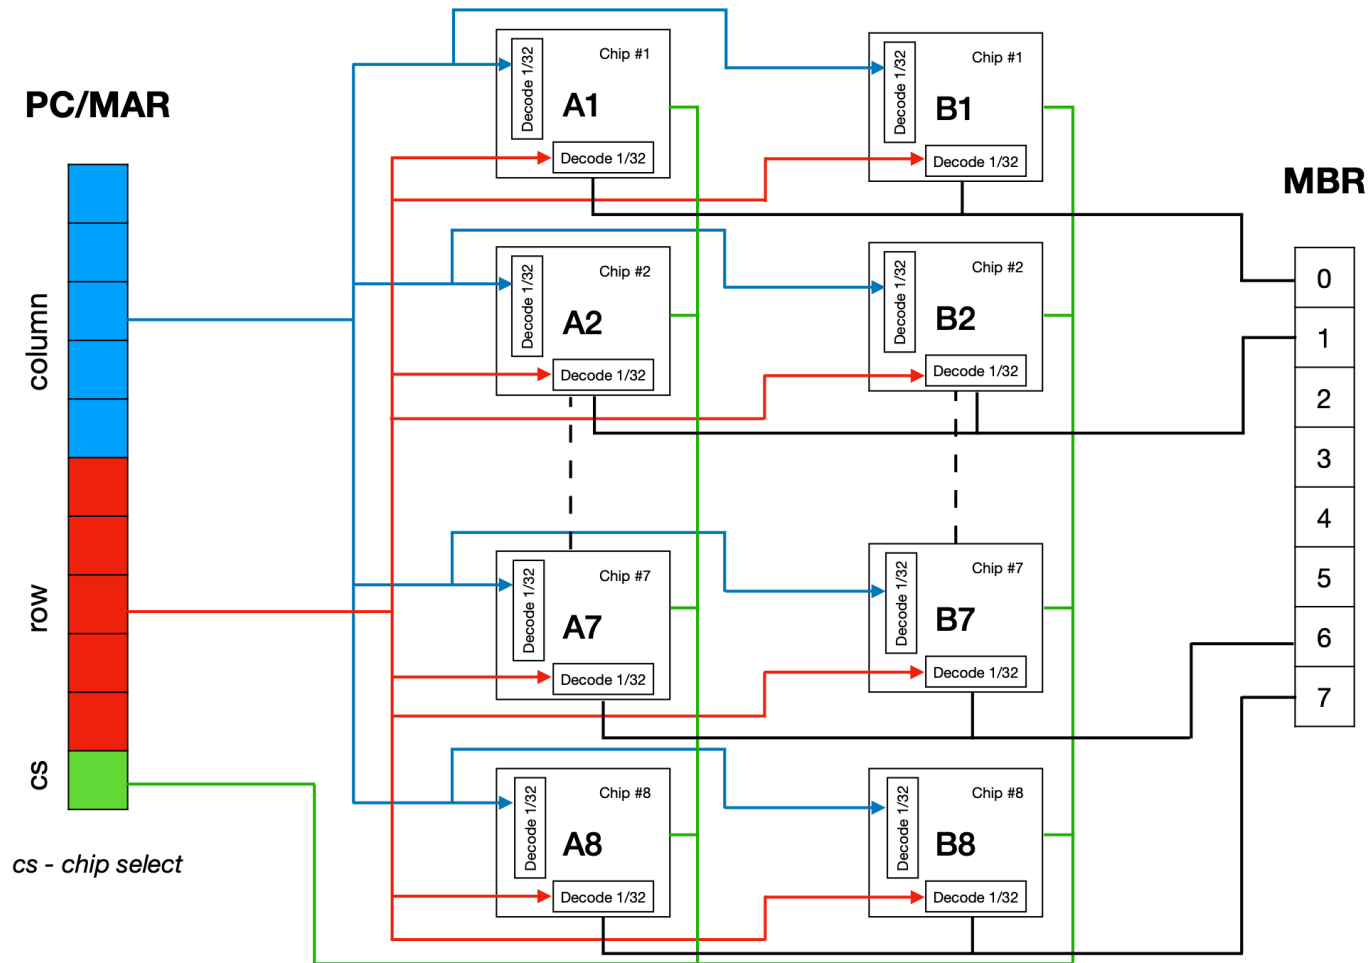 PC/MAR
column
row
cs
cs - chip select
Chip #1
Decode 1/32
A1
Decode 1/32
Chip #1
Decode 1/32
B1
Decode 1/32
Chip #2
Decode 1/32
A2
Decode 1/32
Chip #2
Decode 1/32
B2
Decode 1/32
Chip #7
Decode 1/32
A7
Decode 1/32
Chip #7
Decode 1/32
B7
Decode 1/32
Chip #8
Decode 1/32
A8
Decode 1/32
Chip #8
Decode 1/32
B8
Decode 1/32
MBR
0
1
2
3
4
5
6
7